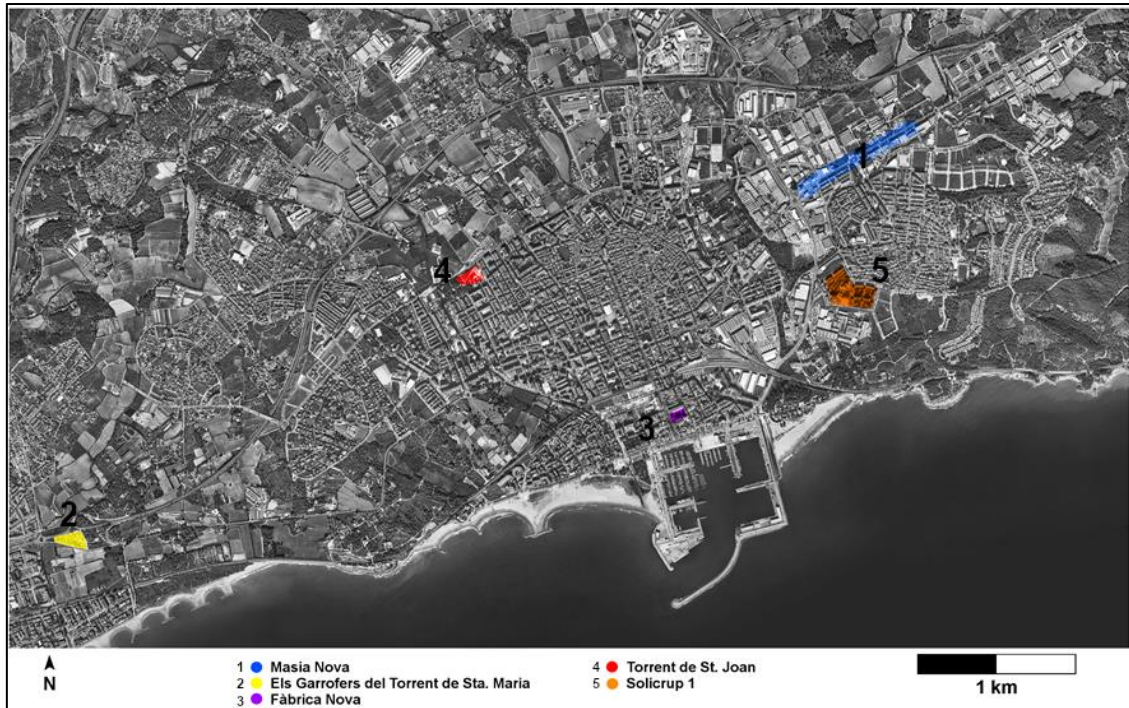 1
4
5
3
2
N
1 Masia Nova
2 Els Garrofers del Torrent de Sta. Maria
3 Fàbrica Nova
4 Torrent de St. Joan
5 Solicrup 1
1 km